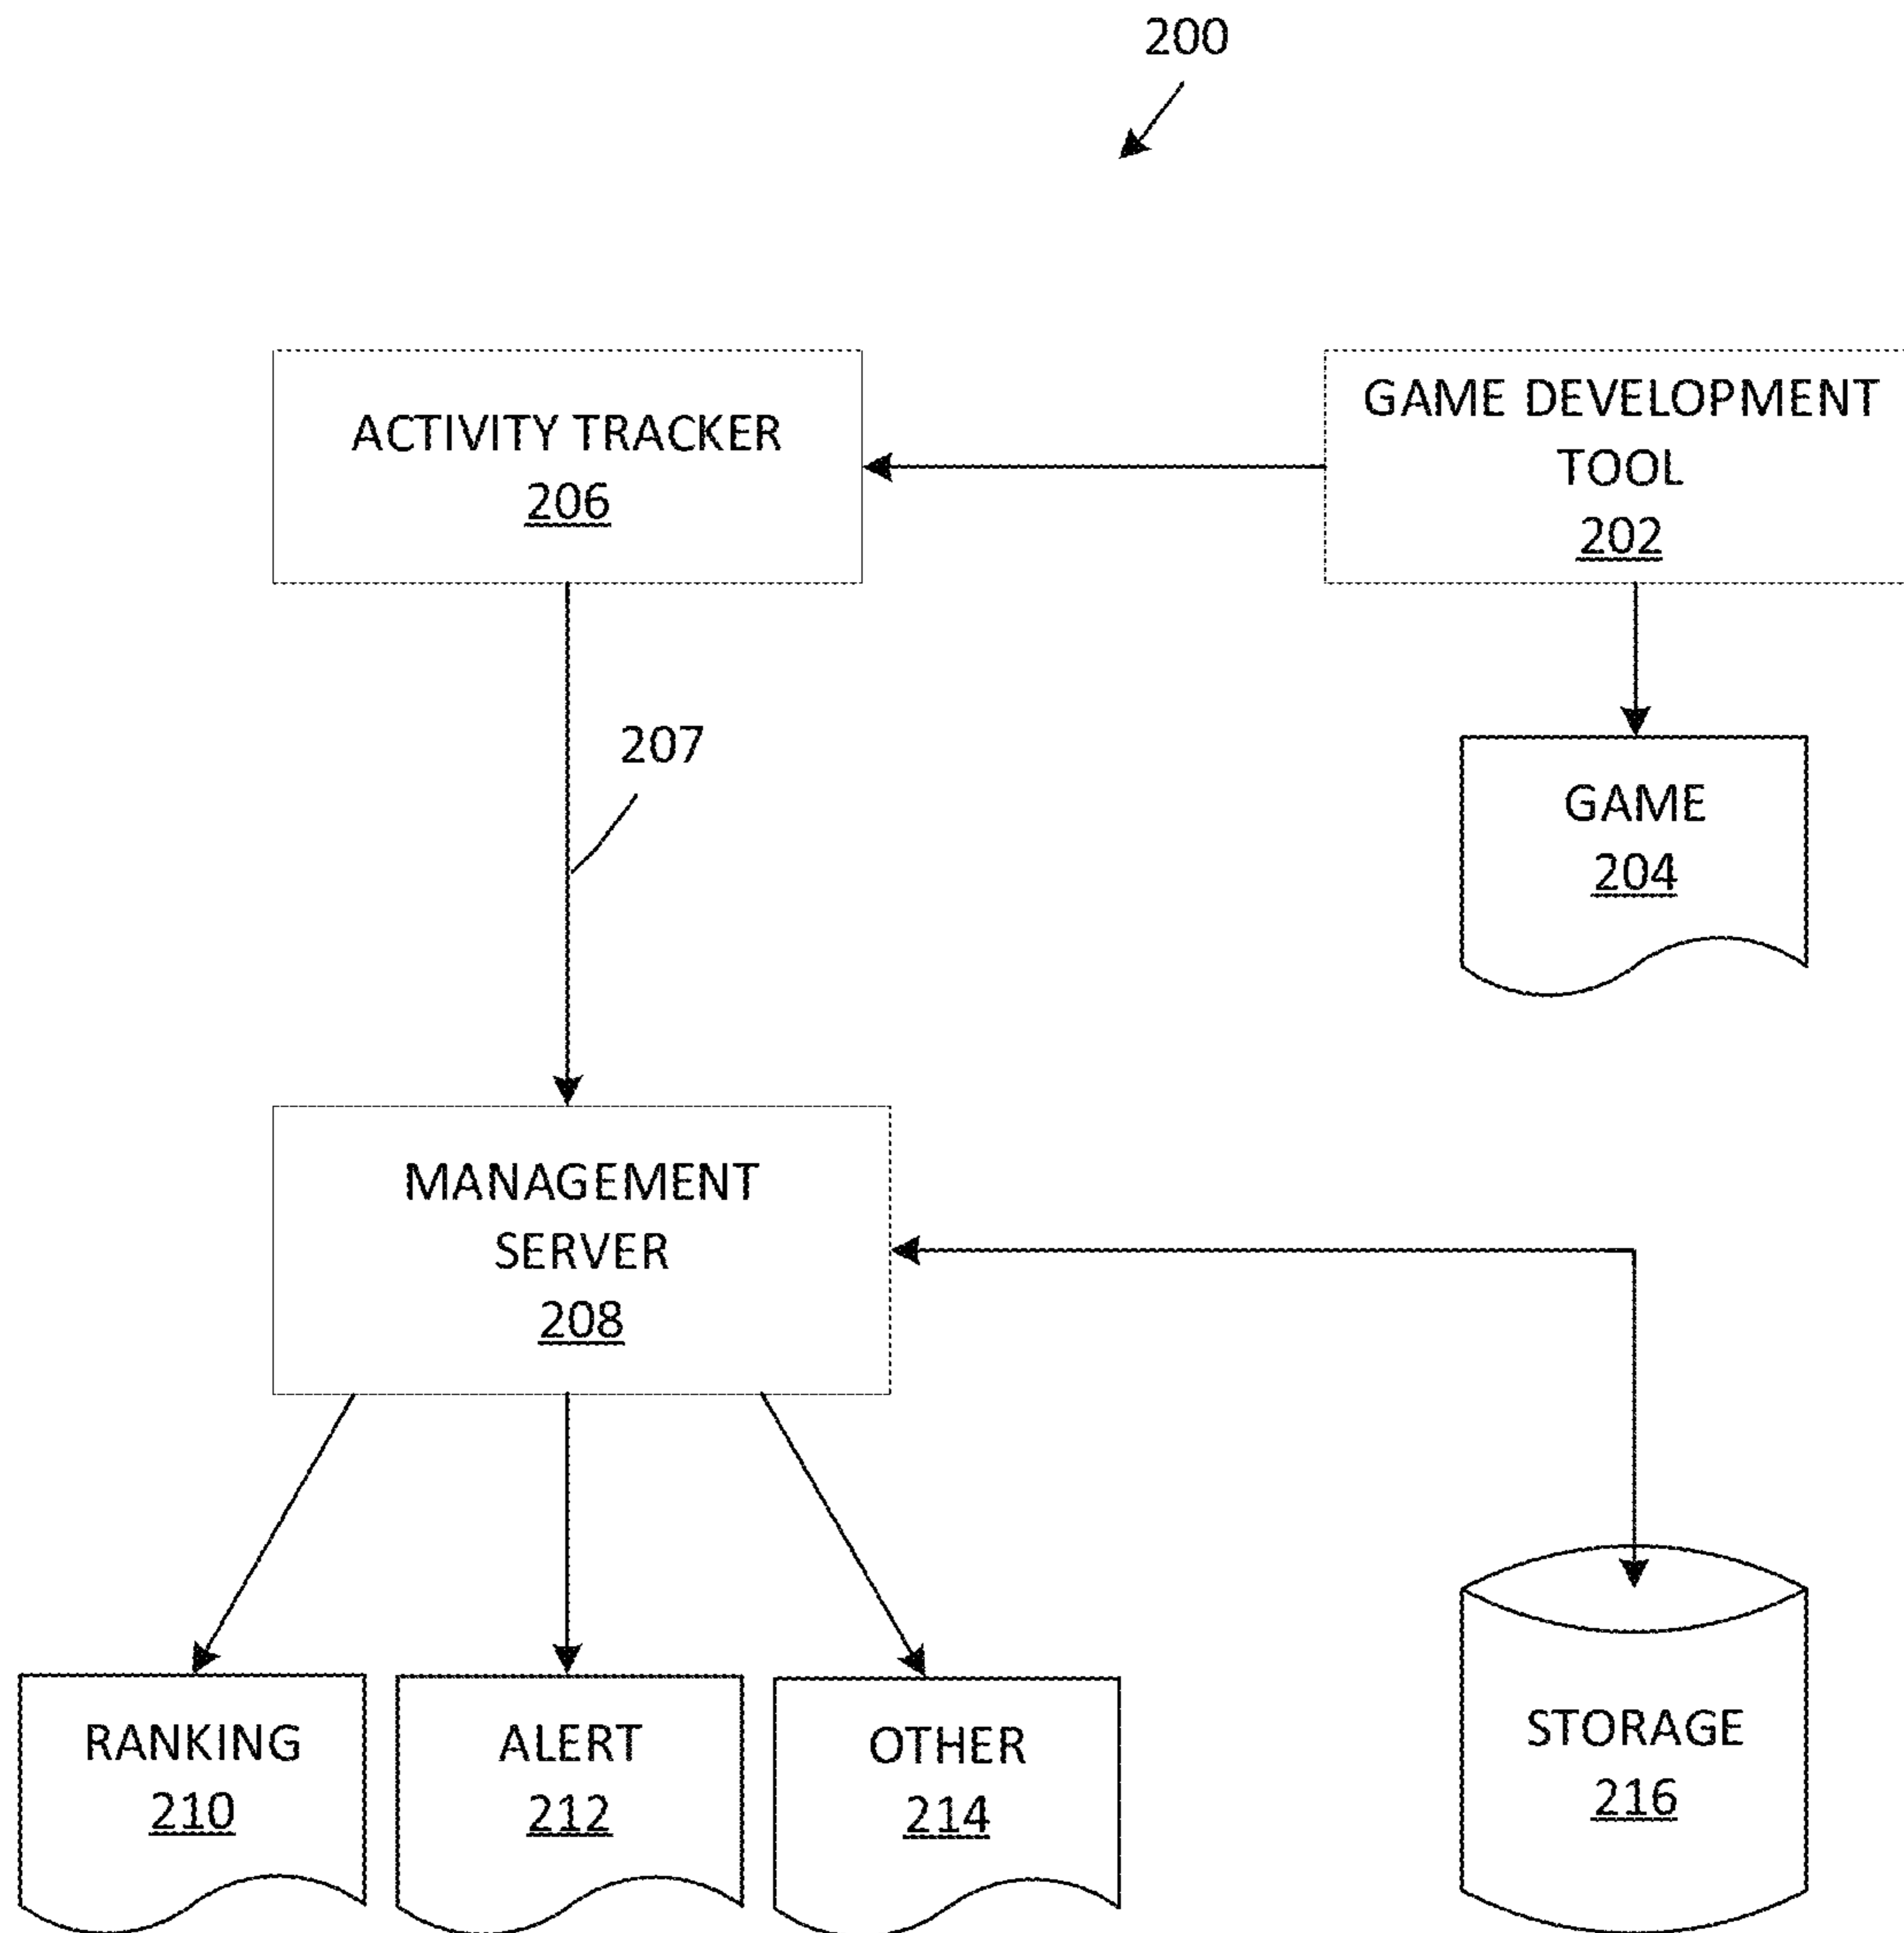 200
ACTIVITY TRACKER
206
GAME DEVELOPMENT
TOOL
202
207
GAME
204
MANAGEMENT
SERVER
208
RANKING
210
ALERT
212
OTHER
214
STORAGE
216